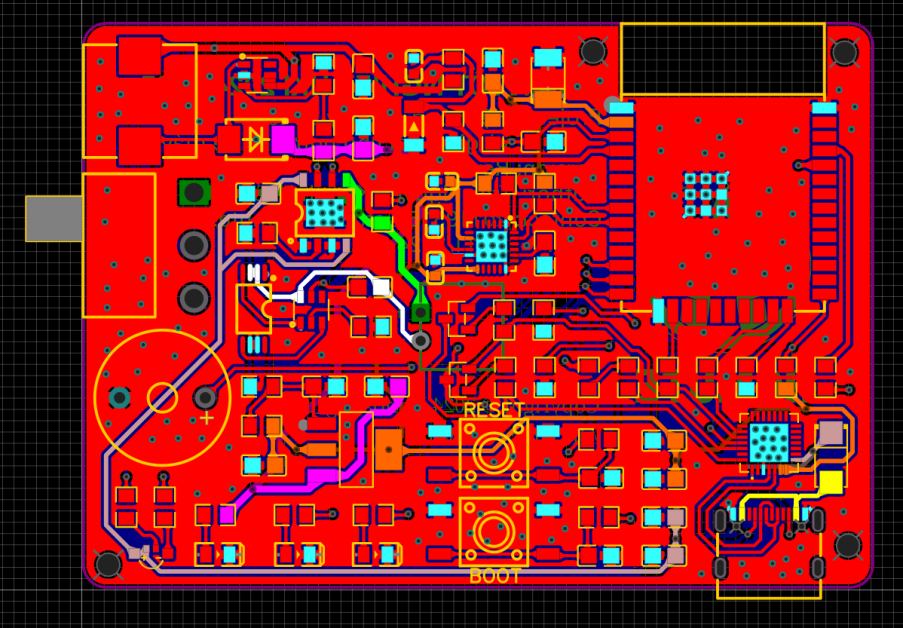 RESET
+
BOOT